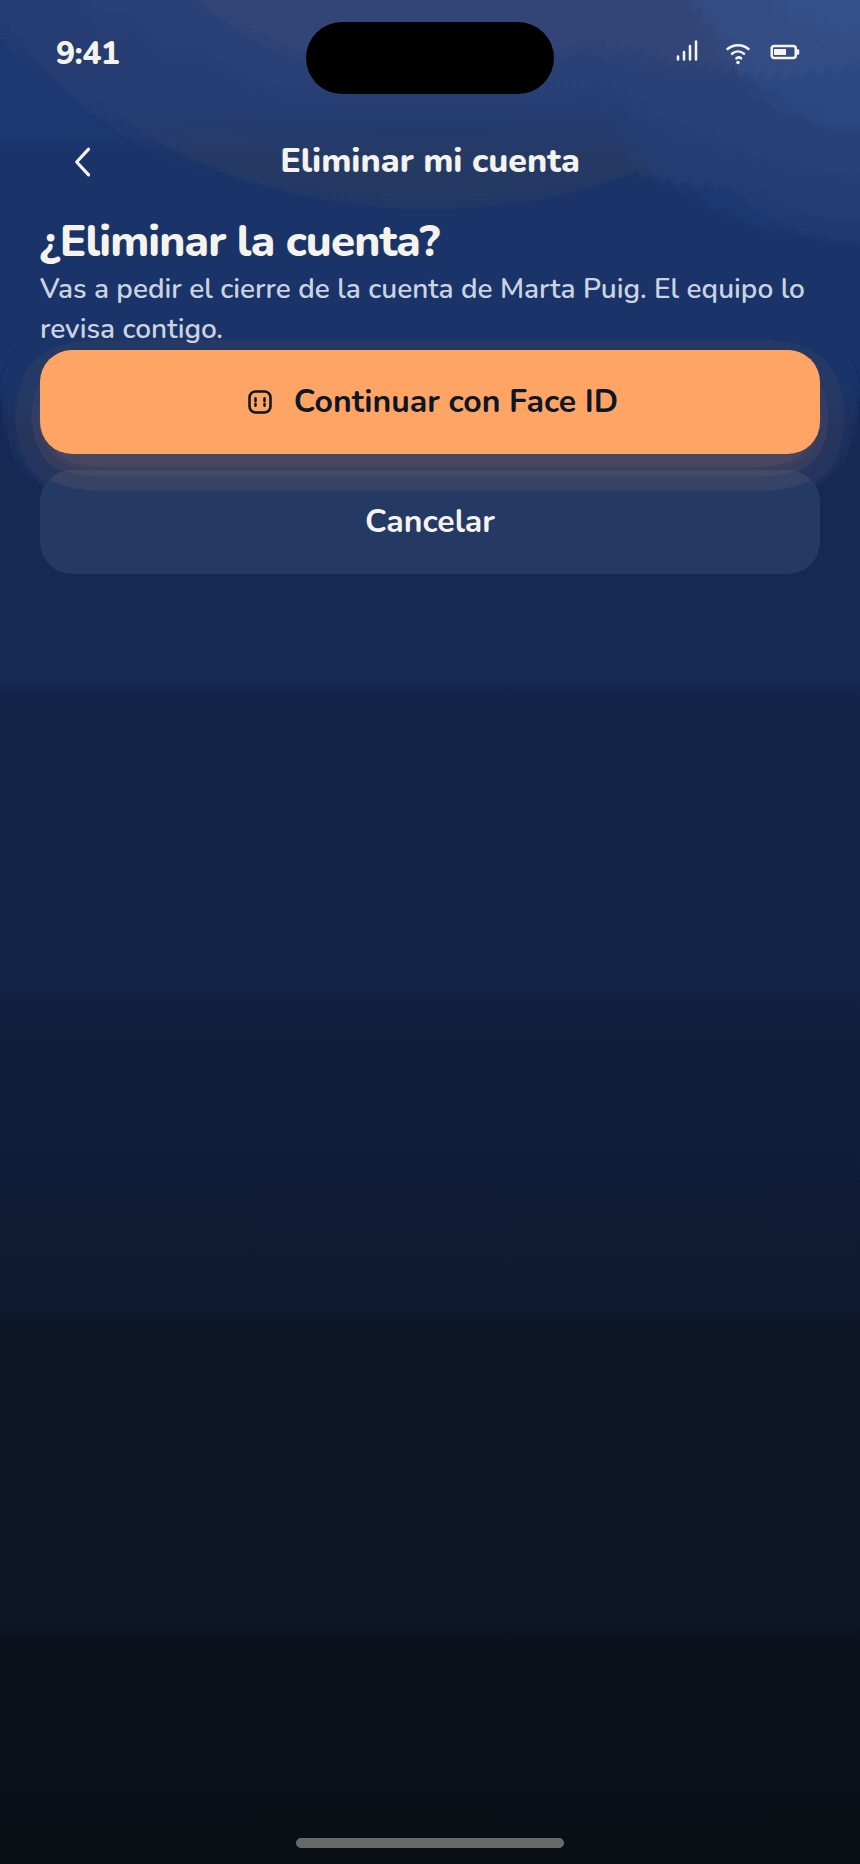 9:41
Eliminar mi cuenta
¿Eliminar la cuenta?
Vas a pedir el cierre de la cuenta de Marta Puig. El equipo lo
revisa contigo.
Continuar con Face ID
Cancelar